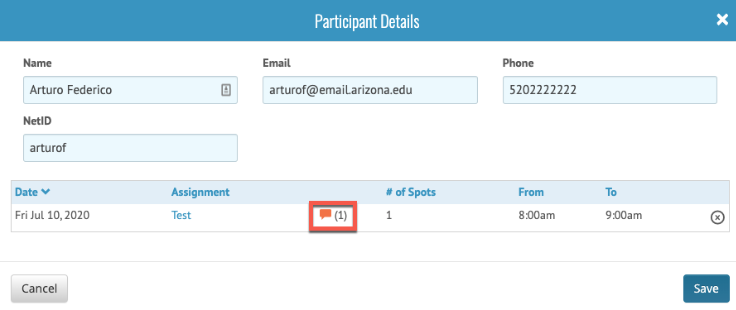 Participant Details
Name Email Phone
Arturo Federico arturof@email.arizona.edu 5202222222
NetID
arturof
Date Assignment # of Spots From To
Fri Jul 10, 2020 Test (1) 1 8:00am 9:00am
Cancel Save